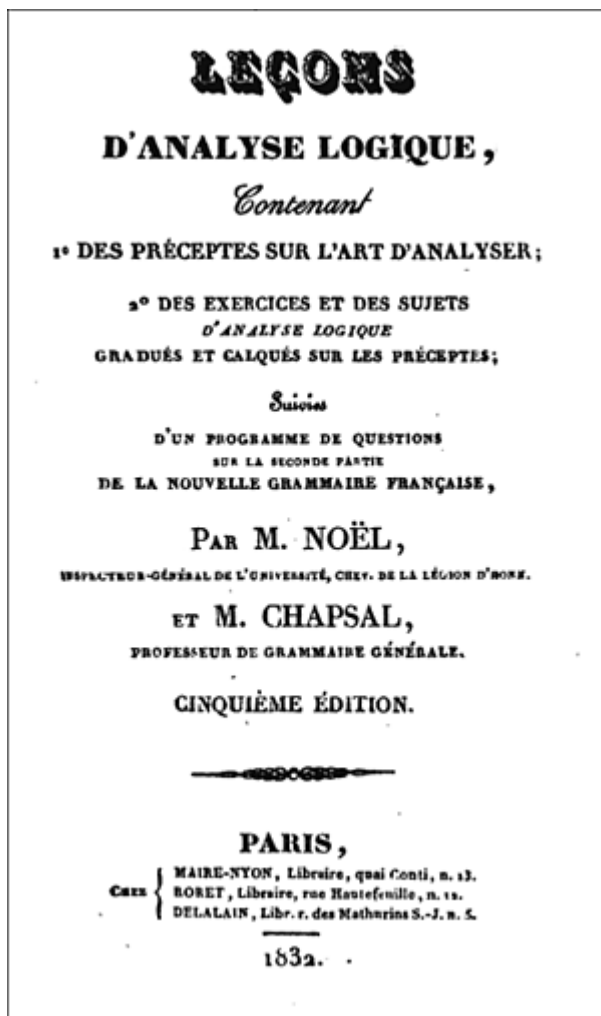 LEÇONS
D'ANALYSE LOGIQUE,
Contenant
1º DES PRÉCEPTES SUR L'ART D'ANALYSER;
2º DES EXERCICES ET DES SUJETS
D'ANALYSE LOGIQUE
GRADUÉS ET CALQUÉS SUR LES PRÉCEPTES;
Suivies
D'UN PROGRAMME DE QUESTIONS
SUR LA SECONDE PARTIE
DE LA NOUVELLE GRAMMAIRE FRANÇAISE,
PAR M. NOËL,
INSPECTEUR-GÉNÉRAL DE L'UNIVERSITÉ, CHEV. DE LA LÉGION D'HONN.
ET M. CHAPSAL,
PROFESSEUR DE GRAMMAIRE GÉNÉRALE.
CINQUIÈME ÉDITION.
PARIS,
CHEZ
MAIRE-NYON, Libraire, quai Conti, n. 13.
RORET, Libraire, rue Hautefeuille, n. 12.
DELALAIN, Libr. r. des Mathurins S.-J. n. 5.
1832.